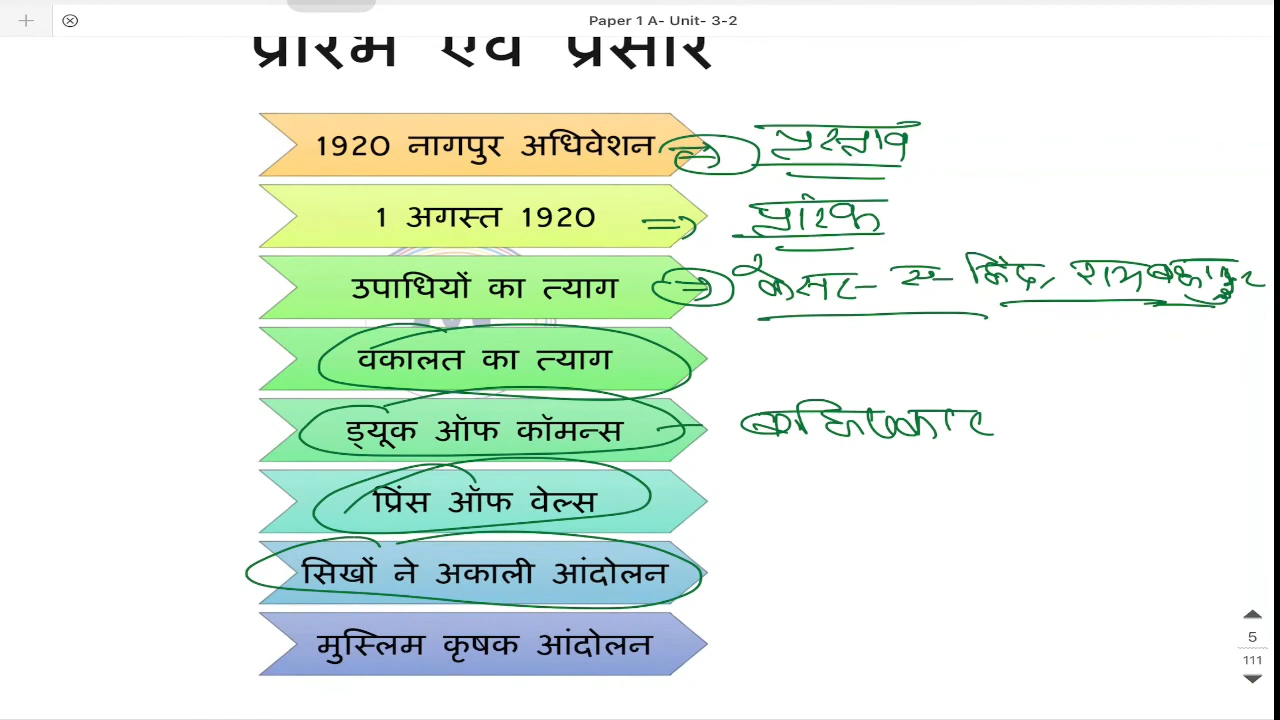 Paper 1 A- Unit- 3-2
प्रारंभ एवं प्रसार
1920 नागपुर अधिवेशन ⇒ प्रस्ताव
1 अगस्त 1920 ⇒ प्रारंभ
उपाधियों का त्याग ⇒ केसर-ए-हिंद, रायबहादुर
वकालत का त्याग
ड्यूक ऑफ कॉमन्स - बहिष्कार
प्रिंस ऑफ वेल्स
सिखों ने अकाली आंदोलन
मुस्लिम कृषक आंदोलन
5
111